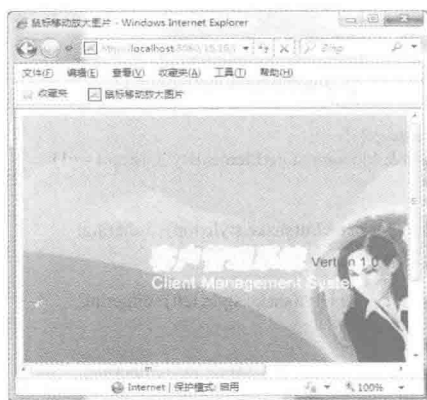 鼠标移动放大图片 - Windows Internet Explorer
localhost
Bing
文件(F) 编辑(E) 查看(V) 收藏夹(A) 工具(T) 帮助(H)
收藏夹 鼠标移动放大图片
客户管理系统 Vertion 1.0
Client Management System
Internet | 保护模式: 启用 100%